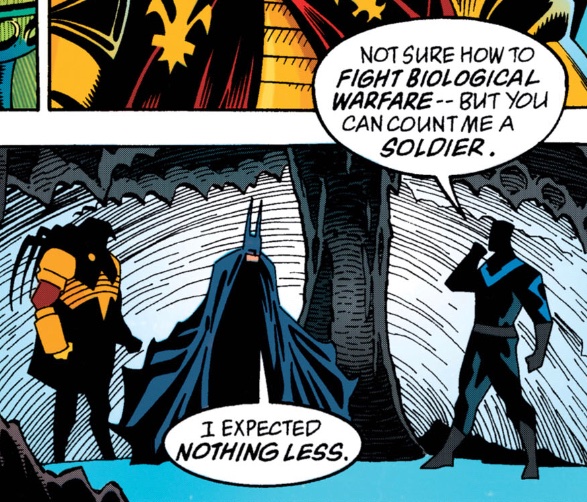 NOT SURE HOW TO
FIGHT BIOLOGICAL
WARFARE -- BUT YOU
CAN COUNT ME A
SOLDIER.
I EXPECTED
NOTHING LESS.